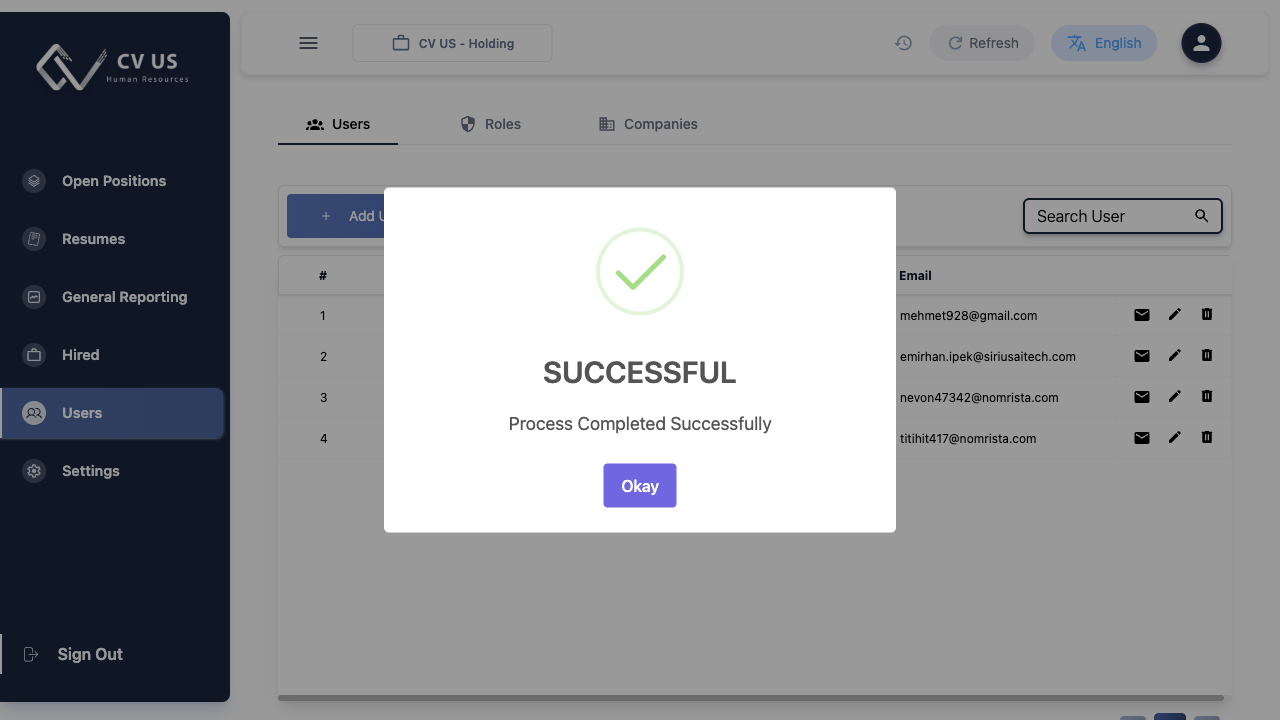 CV US
Human Resources
Open Positions
Resumes
General Reporting
Hired
Users
Settings
Sign Out
CV US - Holding
Refresh
English
Users
Roles
Companies
+ Add U
Search User
# Email
1 mehmet928@gmail.com
2 emirhan.ipek@siriusaitech.com
3 nevon47342@nomrista.com
4 titihit417@nomrista.com
SUCCESSFUL
Process Completed Successfully
Okay